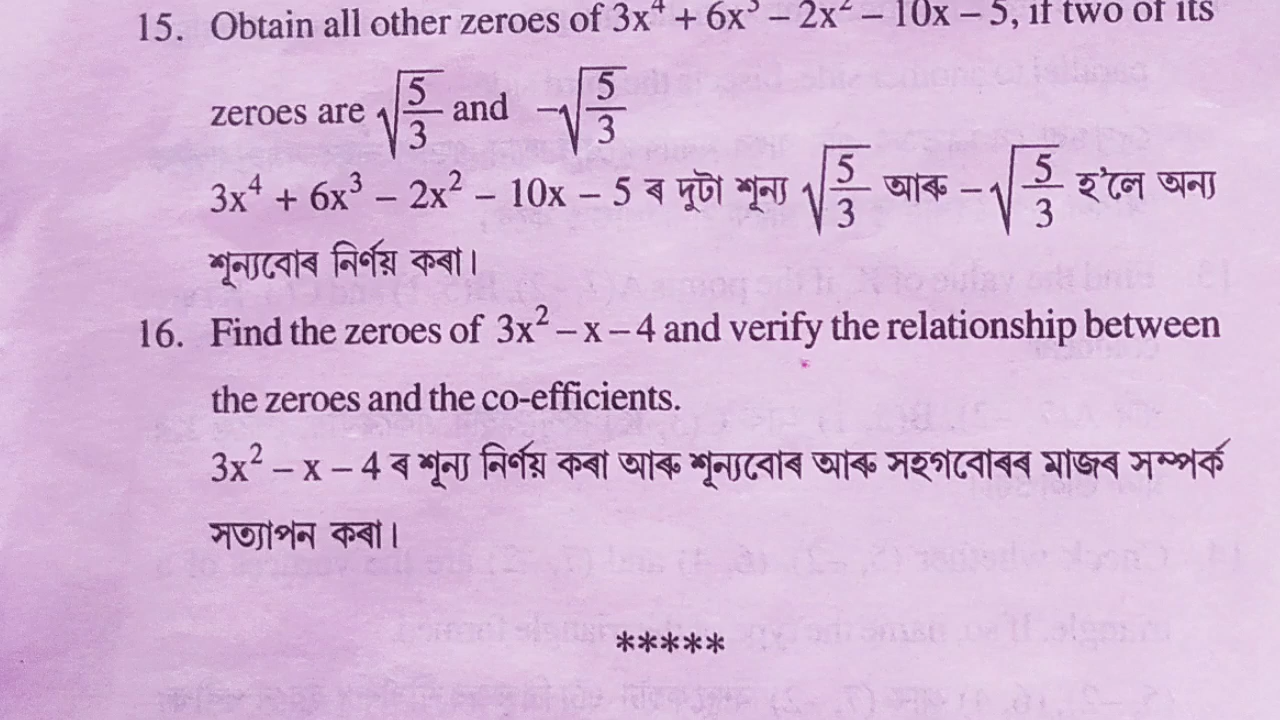 15. Obtain all other zeroes of 3x⁴ + 6x³ – 2x² – 10x – 5, if two of its
zeroes are √(5/3) and –√(5/3)
3x⁴ + 6x³ – 2x² – 10x – 5 ৰ দুটা শূন্য √(5/3) আৰু –√(5/3) হ'লে অন্য
শূন্যবোৰ নিৰ্ণয় কৰা।
16. Find the zeroes of 3x² – x – 4 and verify the relationship between
the zeroes and the co-efficients.
3x² – x – 4 ৰ শূন্য নিৰ্ণয় কৰা আৰু শূন্যবোৰ আৰু সহগবোৰৰ মাজৰ সম্পৰ্ক
সত্যাপন কৰা।
*****